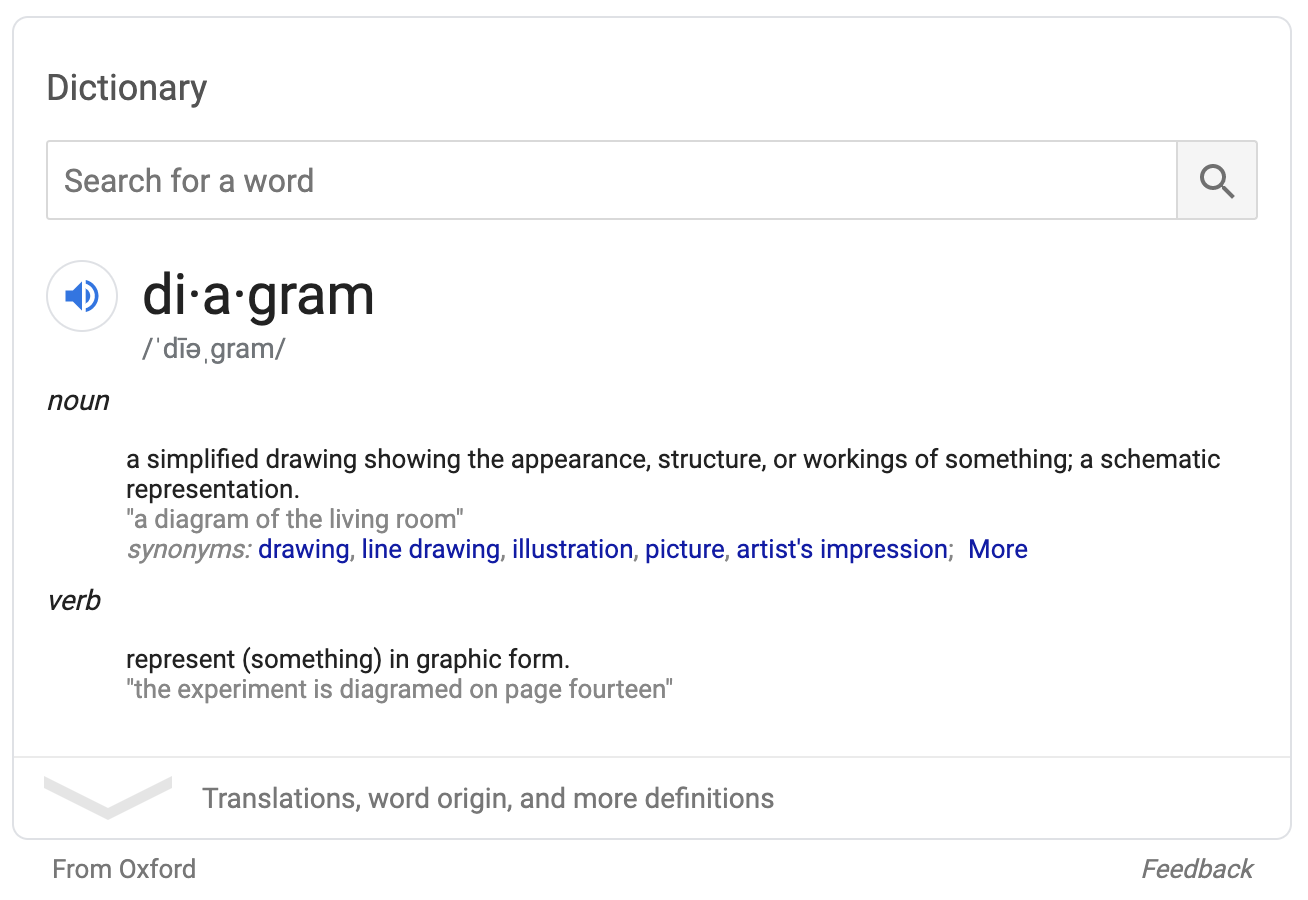 Dictionary
Search for a word
di·a·gram
/ˈdīəˌgram/
noun
a simplified drawing showing the appearance, structure, or workings of something; a schematic
representation.
"a diagram of the living room"
synonyms: drawing, line drawing, illustration, picture, artist's impression; More
verb
represent (something) in graphic form.
"the experiment is diagramed on page fourteen"
Translations, word origin, and more definitions
From Oxford
Feedback